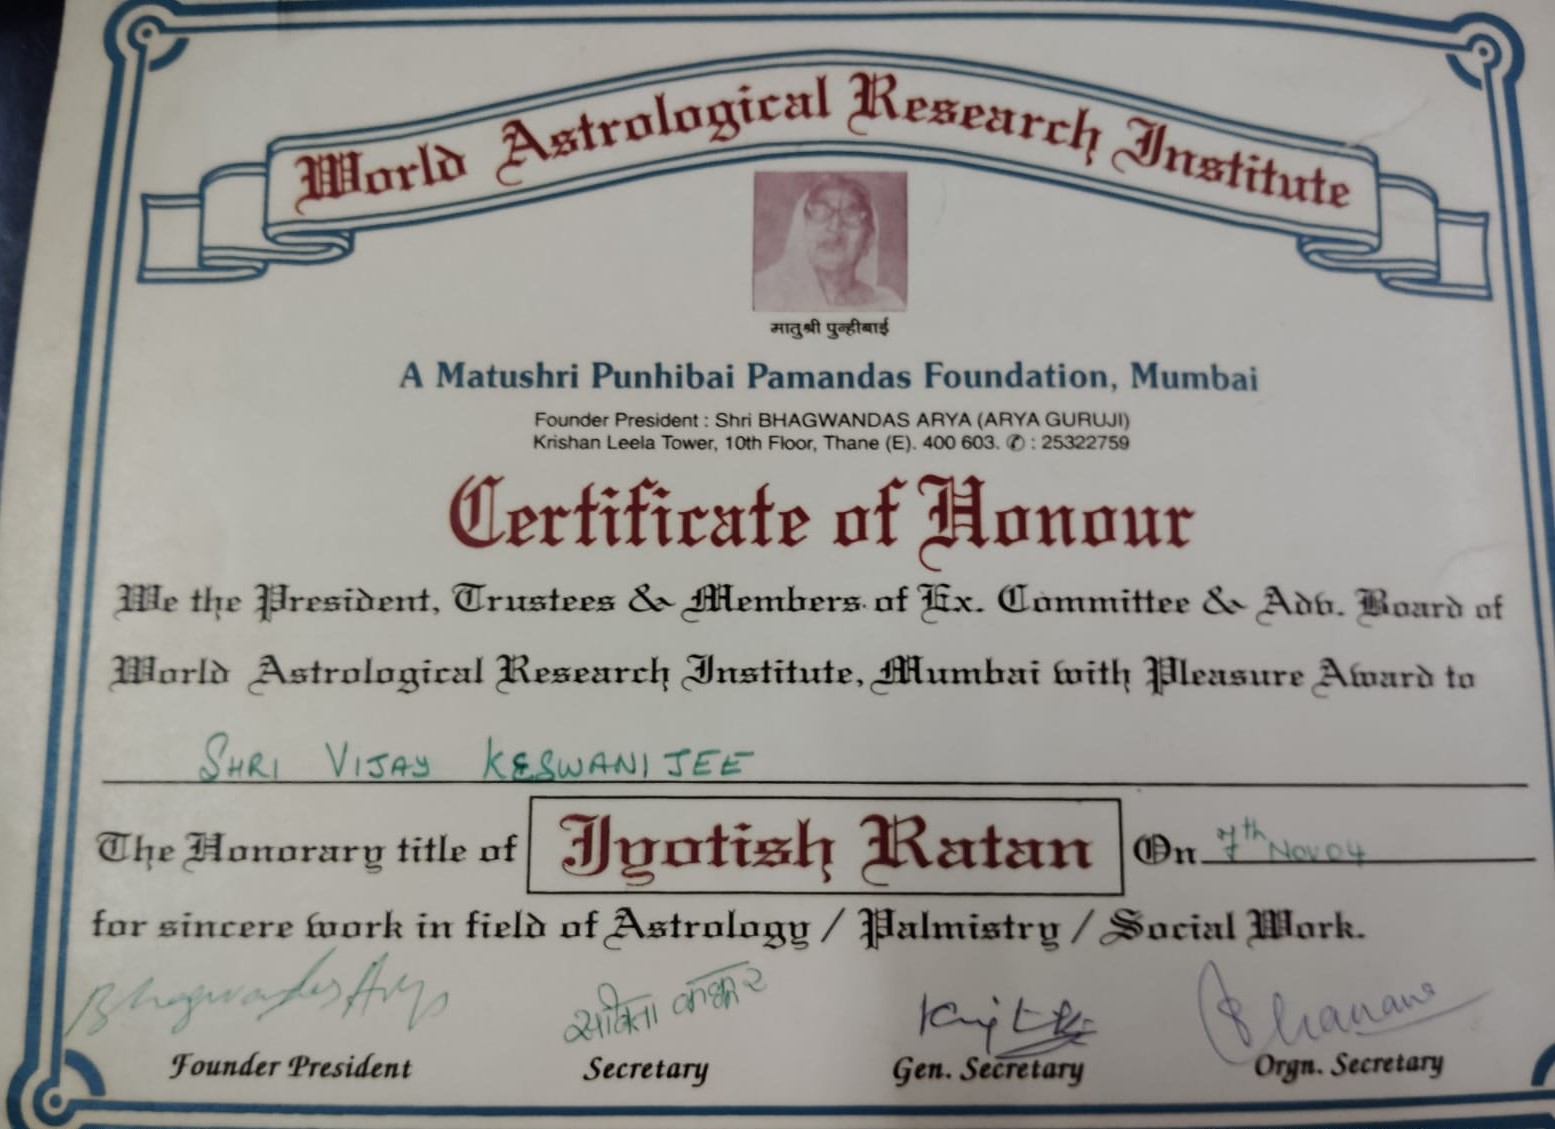 World Astrological Research Institute
मातुश्री पुन्हीबाई
A Matushri Punhibai Pamandas Foundation, Mumbai
Founder President : Shri BHAGWANDAS ARYA (ARYA GURUJI)
Krishan Leela Tower, 10th Floor, Thane (E). 400 603. ✆ : 25322759
Certificate of Honour
We the President, Trustees & Members of Ex. Committee & Adv. Board of
World Astrological Research Institute, Mumbai with Pleasure Award to
SHRI VIJAY KESWANI JEE
The Honorary title of Jyotish Ratan On 7th Nov 04
for sincere work in field of Astrology / Palmistry / Social Work.
Bhagwandas Arya
Founder President Secretary Gen. Secretary Orgn. Secretary